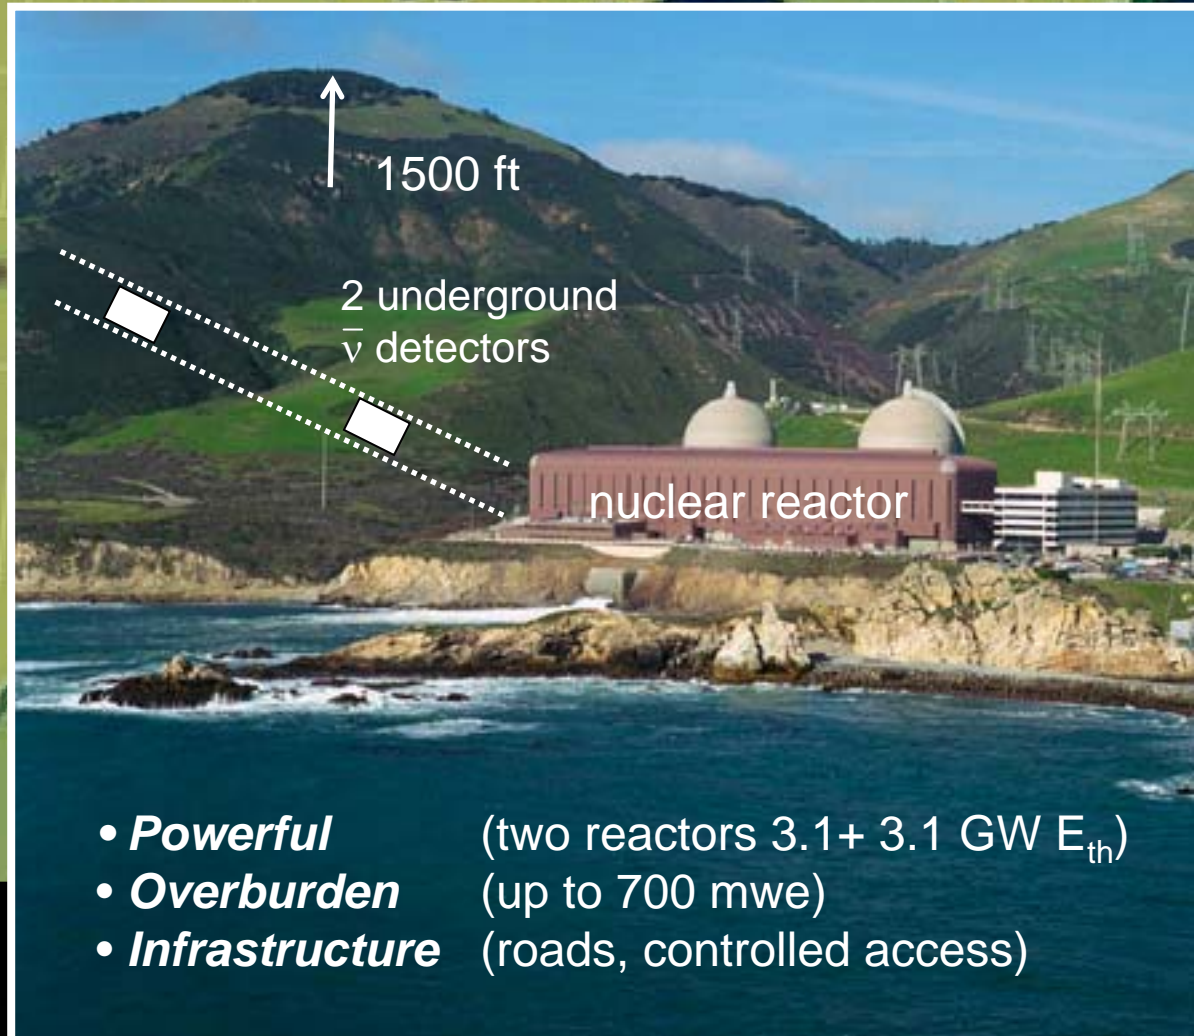 1500 ft
2 underground
ν̅ detectors
nuclear reactor
• Powerful (two reactors 3.1+ 3.1 GW Eth)
• Overburden (up to 700 mwe)
• Infrastructure (roads, controlled access)